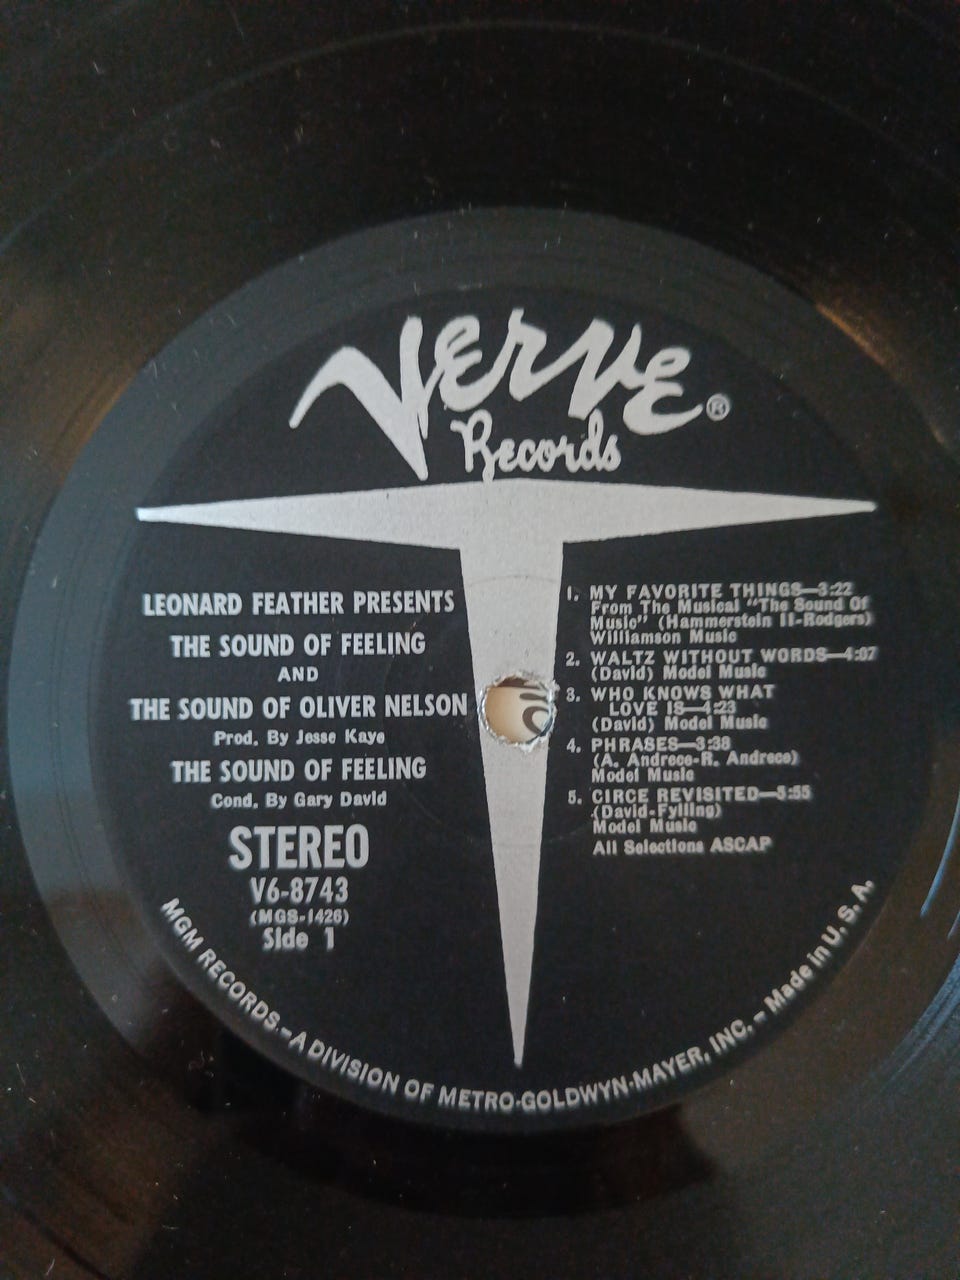 Verve ®
Records
LEONARD FEATHER PRESENTS
THE SOUND OF FEELING
AND
THE SOUND OF OLIVER NELSON
Prod. By Jesse Kaye
THE SOUND OF FEELING
Cond. By Gary David
STEREO
V6-8743
(MGS-1426)
Side 1
1. MY FAVORITE THINGS—3:22
From The Musical "The Sound Of
Music" (Hammerstein II-Rodgers)
Williamson Music
2. WALTZ WITHOUT WORDS—4:07
(David) Model Music
3. WHO KNOWS WHAT
LOVE IS—4:23
(David) Model Music
4. PHRASES—3:38
(A. Andrece-R. Andrece)
Model Music
5. CIRCE REVISITED—5:55
(David-Fylling)
Model Music
All Selections ASCAP
MGM RECORDS—A DIVISION OF METRO-GOLDWYN-MAYER, INC. – Made in U. S. A.